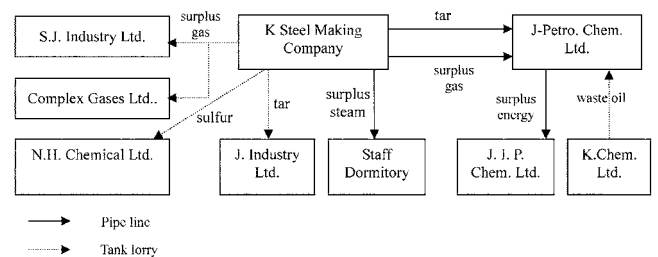 surplus
gas
S.J. Industry Ltd.
K Steel Making
Company
tar
J-Petro. Chem.
Ltd.
surplus
gas
Complex Gases Ltd..
sulfur
tar
surplus
steam
surplus
energy
waste oil
N.H. Chemical Ltd.
J. Industry
Ltd.
Staff
Dormitory
J. I. P.
Chem. Ltd.
K.Chem.
Ltd.
Pipe line
Tank lorry